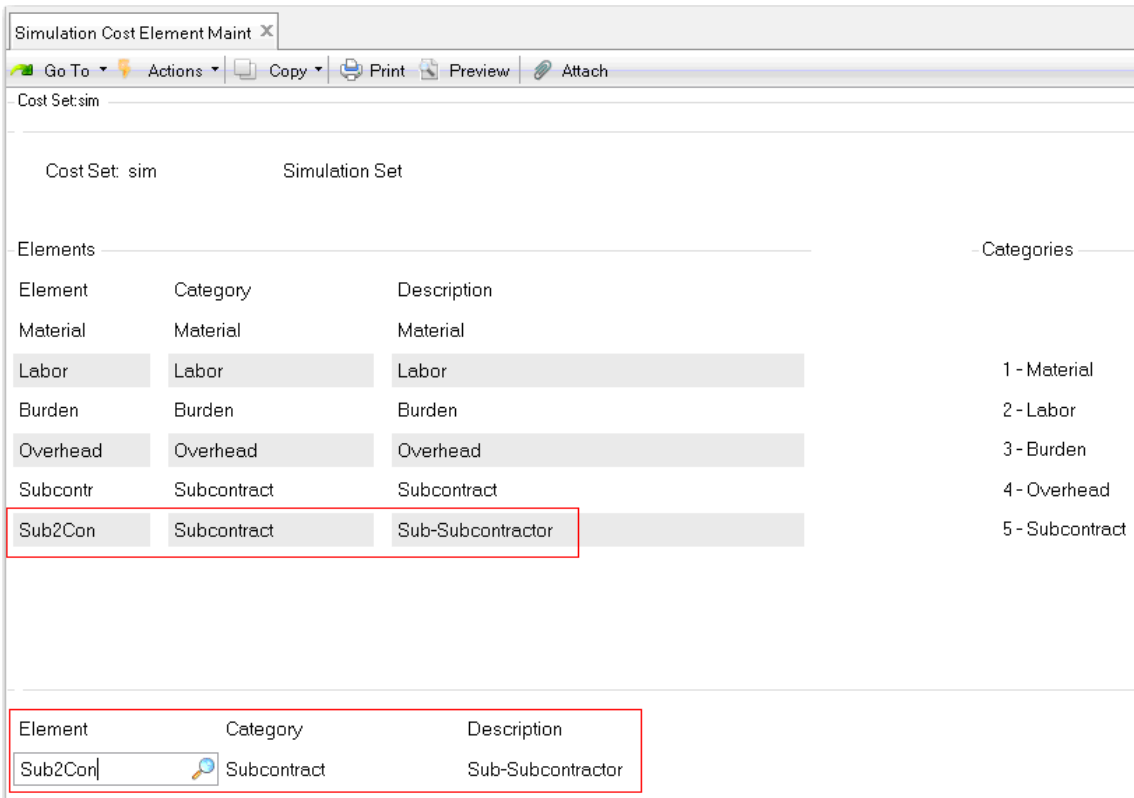 Simulation Cost Element Maint
Go To Actions Copy Print Preview Attach
Cost Set:sim
Cost Set: sim Simulation Set
Elements Categories
Element Category Description
Material Material Material
Labor Labor Labor 1 - Material
Burden Burden Burden 2 - Labor
Overhead Overhead Overhead 3 - Burden
Subcontr Subcontract Subcontract 4 - Overhead
Sub2Con Subcontract Sub-Subcontractor 5 - Subcontract
Element Category Description
Sub2Con Subcontract Sub-Subcontractor